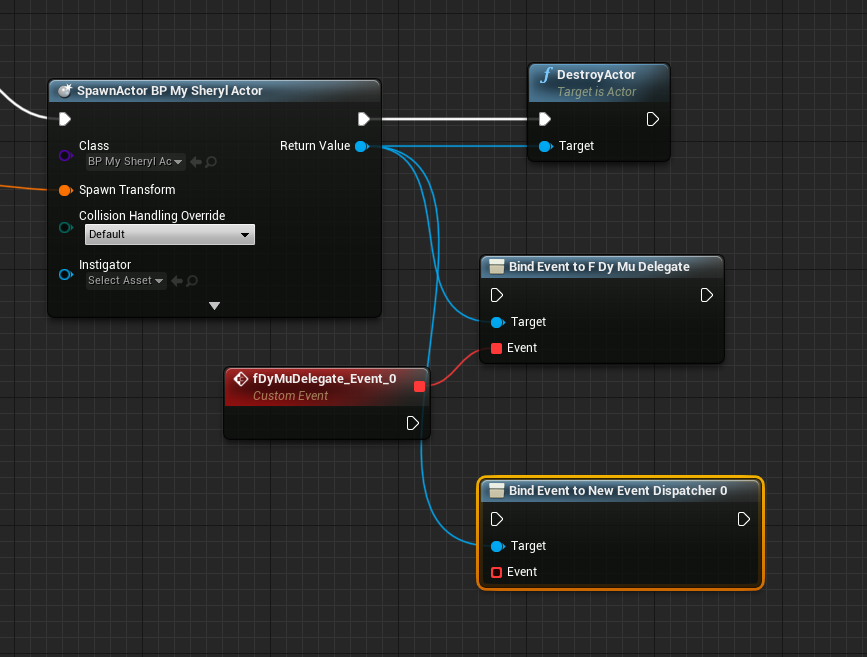 SpawnActor BP My Sheryl Actor
Class
BP My Sheryl Ac
Return Value
Spawn Transform
Collision Handling Override
Default
Instigator
Select Asset
DestroyActor
Target is Actor
Target
Bind Event to F Dy Mu Delegate
Target
Event
fDyMuDelegate_Event_0
Custom Event
Bind Event to New Event Dispatcher 0
Target
Event